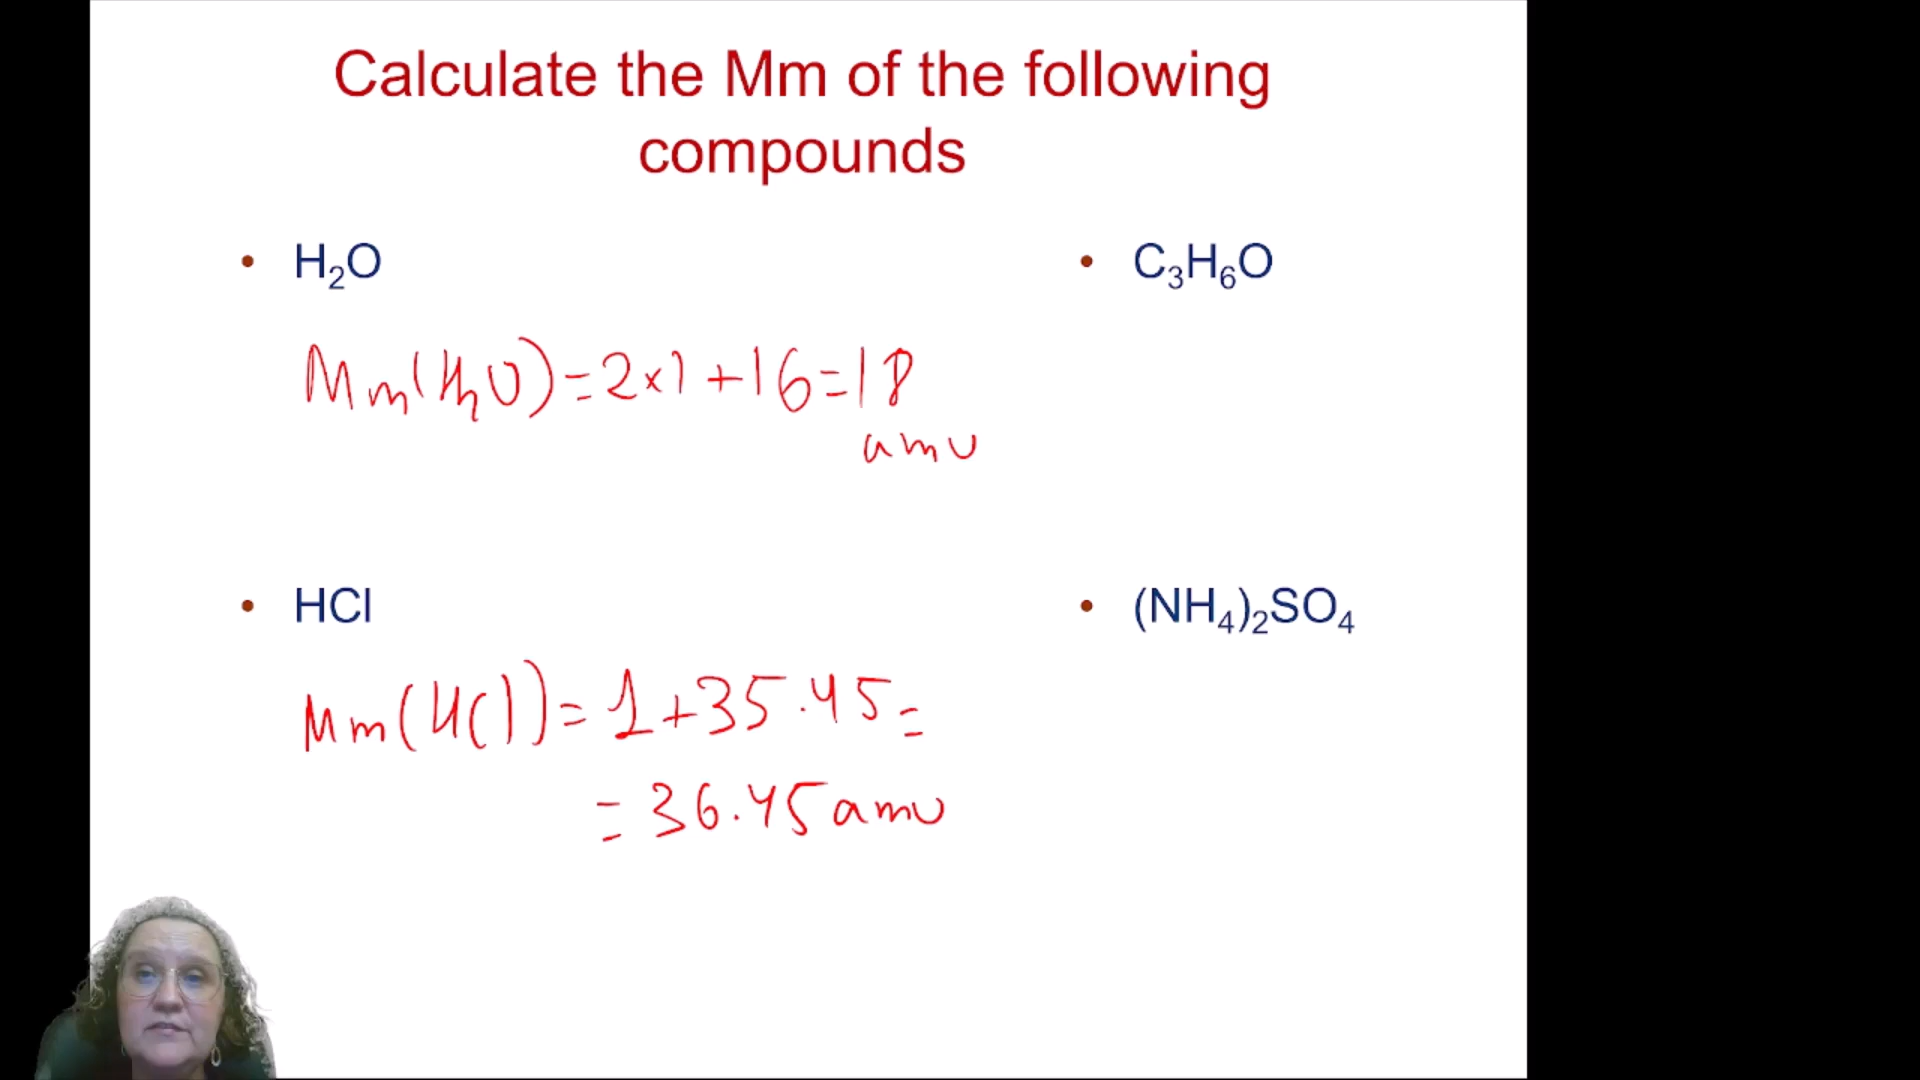 Calculate the Mm of the following
compounds
• H₂O
Mm(H₂O)=2×1+16=18
amu
• HCl
Mm(HCl)=1+35.45=
=36.45amu
• C₃H₆O
• (NH₄)₂SO₄